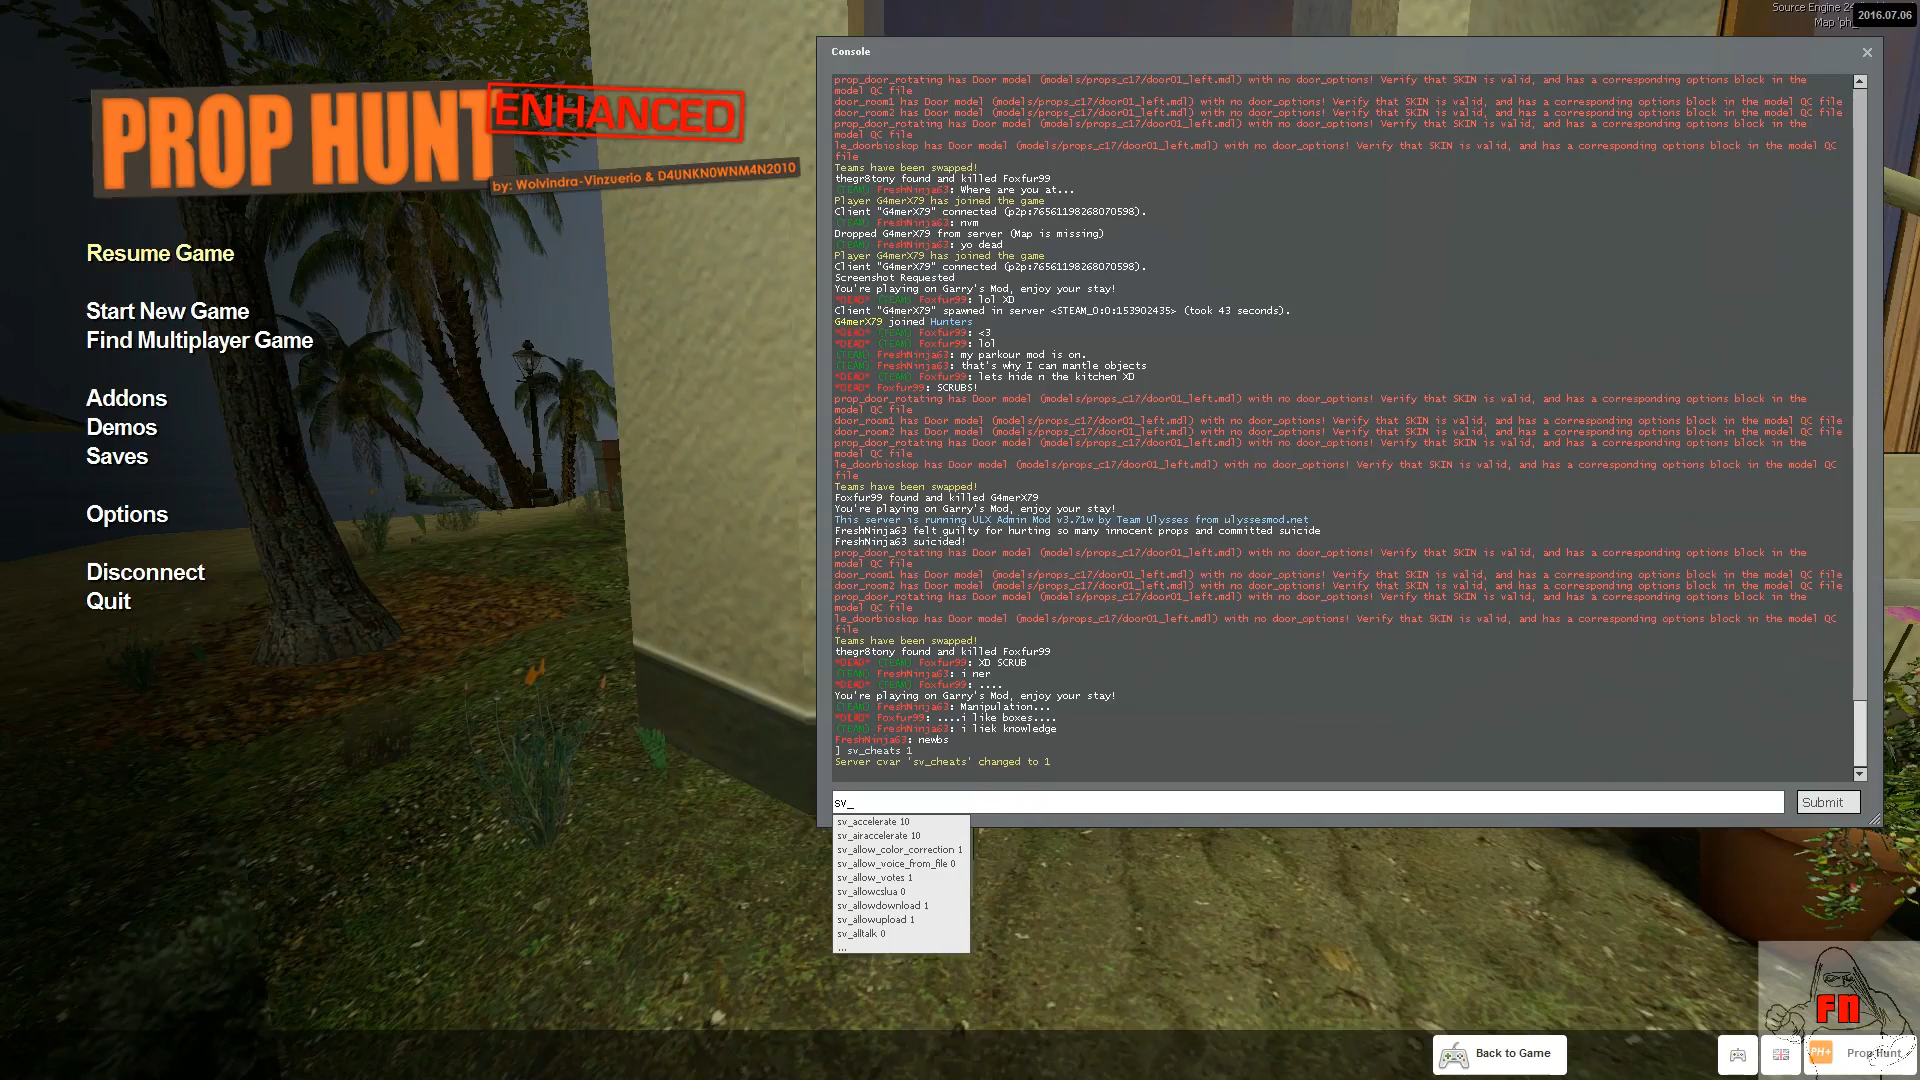 Source Engine 2
Map 'ph_
2016.07.06
PROP HUNT
ENHANCED
by: Wolvindra-Vinzuerio & D4UNKN0WNM4N2010
Resume Game
Start New Game
Find Multiplayer Game
Addons
Demos
Saves
Options
Disconnect
Quit
Console
prop_door_rotating has Door model (models/props_c17/door01_left.mdl) with no door_options! Verify that SKIN is valid, and has a corresponding options block in the
model QC file
door_room1 has Door model (models/props_c17/door01_left.mdl) with no door_options! Verify that SKIN is valid, and has a corresponding options block in the model QC file
door_room2 has Door model (models/props_c17/door01_left.mdl) with no door_options! Verify that SKIN is valid, and has a corresponding options block in the model QC file
prop_door_rotating has Door model (models/props_c17/door01_left.mdl) with no door_options! Verify that SKIN is valid, and has a corresponding options block in the
model QC file
le_doorbioskop has Door model (models/props_c17/door01_left.mdl) with no door_options! Verify that SKIN is valid, and has a corresponding options block in the model QC
file
Teams have been swapped!
thegr8tony found and killed Foxfur99
(TEAM) FreshNinja63: Where are you at...
Player G4merX79 has joined the game
Client "G4merX79" connected (p2p:76561198268070598).
(TEAM) FreshNinja63: nvm
Dropped G4merX79 from server (Map is missing)
(TEAM) FreshNinja63: yo dead
Player G4merX79 has joined the game
Client "G4merX79" connected (p2p:76561198268070598).
Screenshot Requested
You're playing on Garry's Mod, enjoy your stay!
*DEAD* (TEAM) Foxfur99: lol XD
Client "G4merX79" spawned in server <STEAM_0:0:153902435> (took 43 seconds).
G4merX79 joined Hunters
*DEAD* (TEAM) Foxfur99: <3
*DEAD* (TEAM) Foxfur99: lol
(TEAM) FreshNinja63: my parkour mod is on.
(TEAM) FreshNinja63: that's why I can mantle objects
*DEAD* (TEAM) Foxfur99: lets hide n the kitchen XD
*DEAD* Foxfur99: SCRUBS!
prop_door_rotating has Door model (models/props_c17/door01_left.mdl) with no door_options! Verify that SKIN is valid, and has a corresponding options block in the
model QC file
door_room1 has Door model (models/props_c17/door01_left.mdl) with no door_options! Verify that SKIN is valid, and has a corresponding options block in the model QC file
door_room2 has Door model (models/props_c17/door01_left.mdl) with no door_options! Verify that SKIN is valid, and has a corresponding options block in the model QC file
prop_door_rotating has Door model (models/props_c17/door01_left.mdl) with no door_options! Verify that SKIN is valid, and has a corresponding options block in the
model QC file
le_doorbioskop has Door model (models/props_c17/door01_left.mdl) with no door_options! Verify that SKIN is valid, and has a corresponding options block in the model QC
file
Teams have been swapped!
Foxfur99 found and killed G4merX79
You're playing on Garry's Mod, enjoy your stay!
This server is running ULX Admin Mod v3.71w by Team Ulysses from ulyssesmod.net
FreshNinja63 felt guilty for hurting so many innocent props and committed suicide
FreshNinja63 suicided!
prop_door_rotating has Door model (models/props_c17/door01_left.mdl) with no door_options! Verify that SKIN is valid, and has a corresponding options block in the
model QC file
door_room1 has Door model (models/props_c17/door01_left.mdl) with no door_options! Verify that SKIN is valid, and has a corresponding options block in the model QC file
door_room2 has Door model (models/props_c17/door01_left.mdl) with no door_options! Verify that SKIN is valid, and has a corresponding options block in the model QC file
prop_door_rotating has Door model (models/props_c17/door01_left.mdl) with no door_options! Verify that SKIN is valid, and has a corresponding options block in the
model QC file
le_doorbioskop has Door model (models/props_c17/door01_left.mdl) with no door_options! Verify that SKIN is valid, and has a corresponding options block in the model QC
file
Teams have been swapped!
thegr8tony found and killed Foxfur99
*DEAD* (TEAM) Foxfur99: XD SCRUB
(TEAM) FreshNinja63: i ner
*DEAD* (TEAM) Foxfur99: ....
You're playing on Garry's Mod, enjoy your stay!
(TEAM) FreshNinja63: Manipulation...
*DEAD* Foxfur99: ....i like boxes....
(TEAM) FreshNinja63: i liek knowledge
FreshNinja63: newbs
] sv_cheats 1
Server cvar 'sv_cheats' changed to 1
sv_
Submit
sv_accelerate 10
sv_airaccelerate 10
sv_allow_color_correction 1
sv_allow_voice_from_file 0
sv_allow_votes 1
sv_allowcslua 0
sv_allowdownload 1
sv_allowupload 1
sv_alltalk 0
...
FN
Back to Game
PH+
Prop Hunt